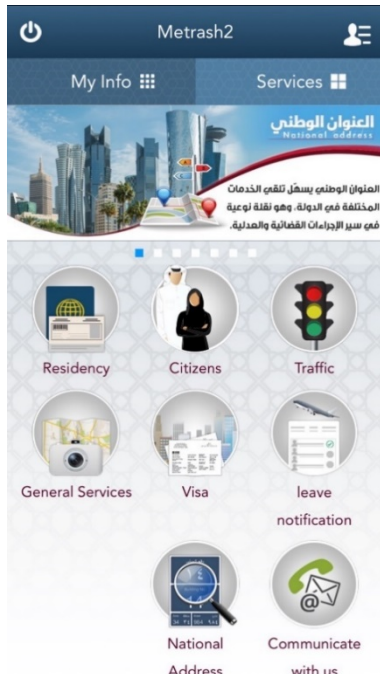 Metrash2
My Info
Services
العنوان الوطني
National address
العنوان الوطني يسهّل تلقي الخدمات
المختلفة في الدولة، وهو نقلة نوعية
في سير الإجراءات القضائية والعدلية.
Residency
Citizens
Traffic
General Services
Visa
leave
notification
National
Address
Communicate
with us